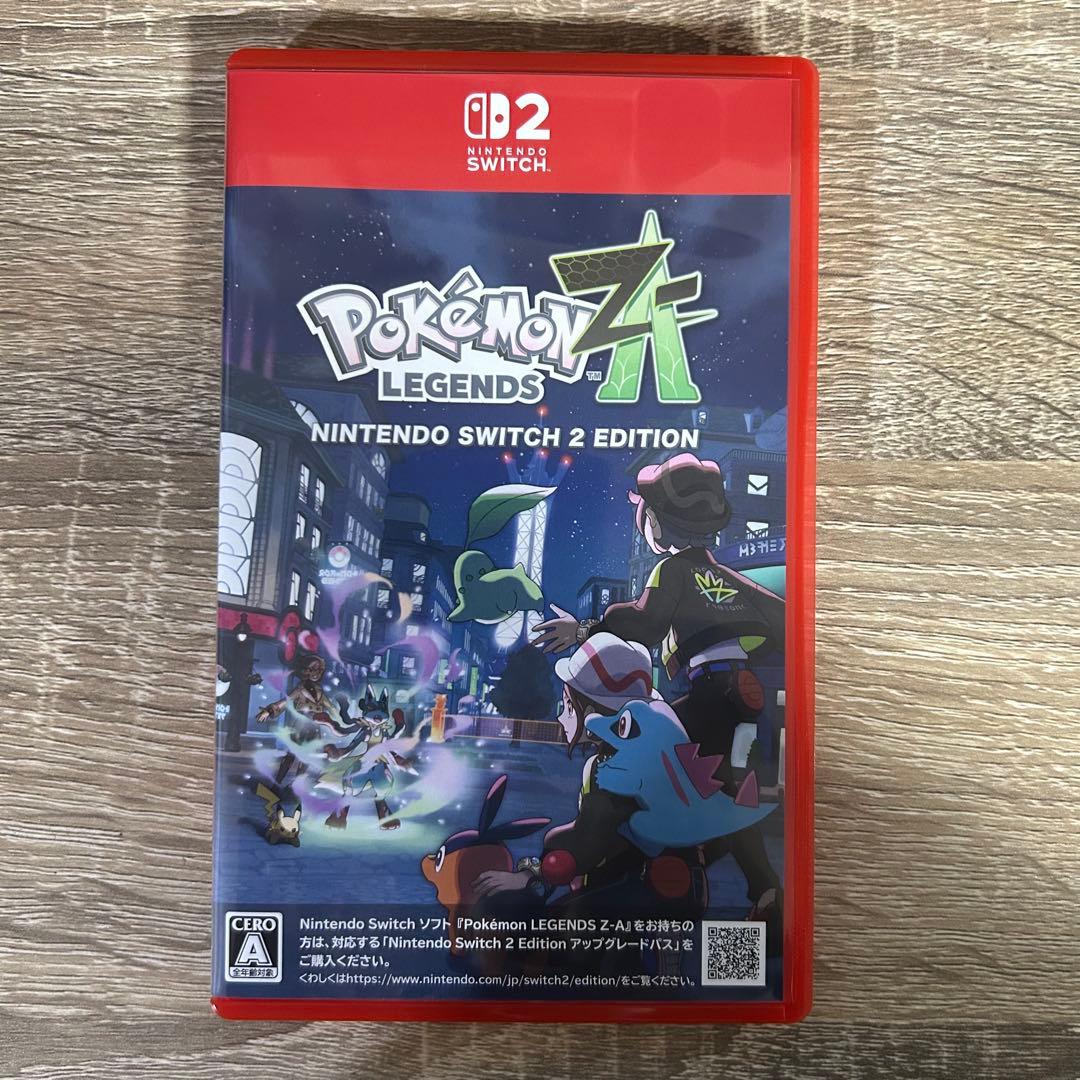 2
NINTENDO
SWITCH™
POKéMON ZA
LEGENDS™
NINTENDO SWITCH 2 EDITION
CERO
A
全年齢対象
Nintendo Switch ソフト『Pokémon LEGENDS Z-A』をお持ちの
方は、対応する「Nintendo Switch 2 Edition アップグレードパス」を
ご購入ください。
くわしくはhttps://www.nintendo.com/jp/switch2/edition/をご覧ください。